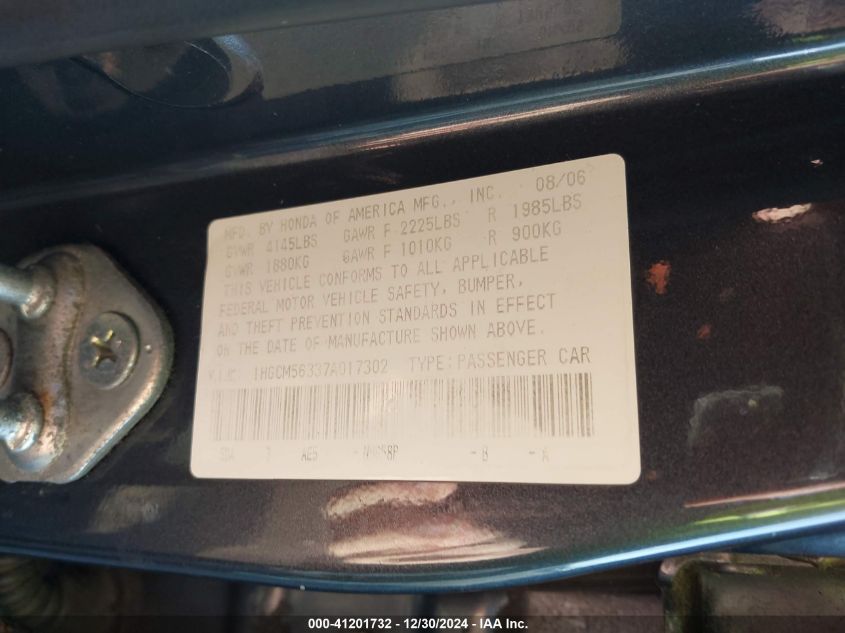 MFD. BY HONDA OF AMERICA MFG., INC. 08/06
GVWR 4145LBS GAWR F 2225LBS R 1985LBS
GVWR 1880KG GAWR F 1010KG R 900KG
THIS VEHICLE CONFORMS TO ALL APPLICABLE
FEDERAL MOTOR VEHICLE SAFETY, BUMPER,
AND THEFT PREVENTION STANDARDS IN EFFECT
ON THE DATE OF MANUFACTURE SHOWN ABOVE.
V.I.N.: 1HGCM56337A017302 TYPE:PASSENGER CAR
SDA AE5 - - B - A
000-41201732 - 12/30/2024 - IAA Inc.